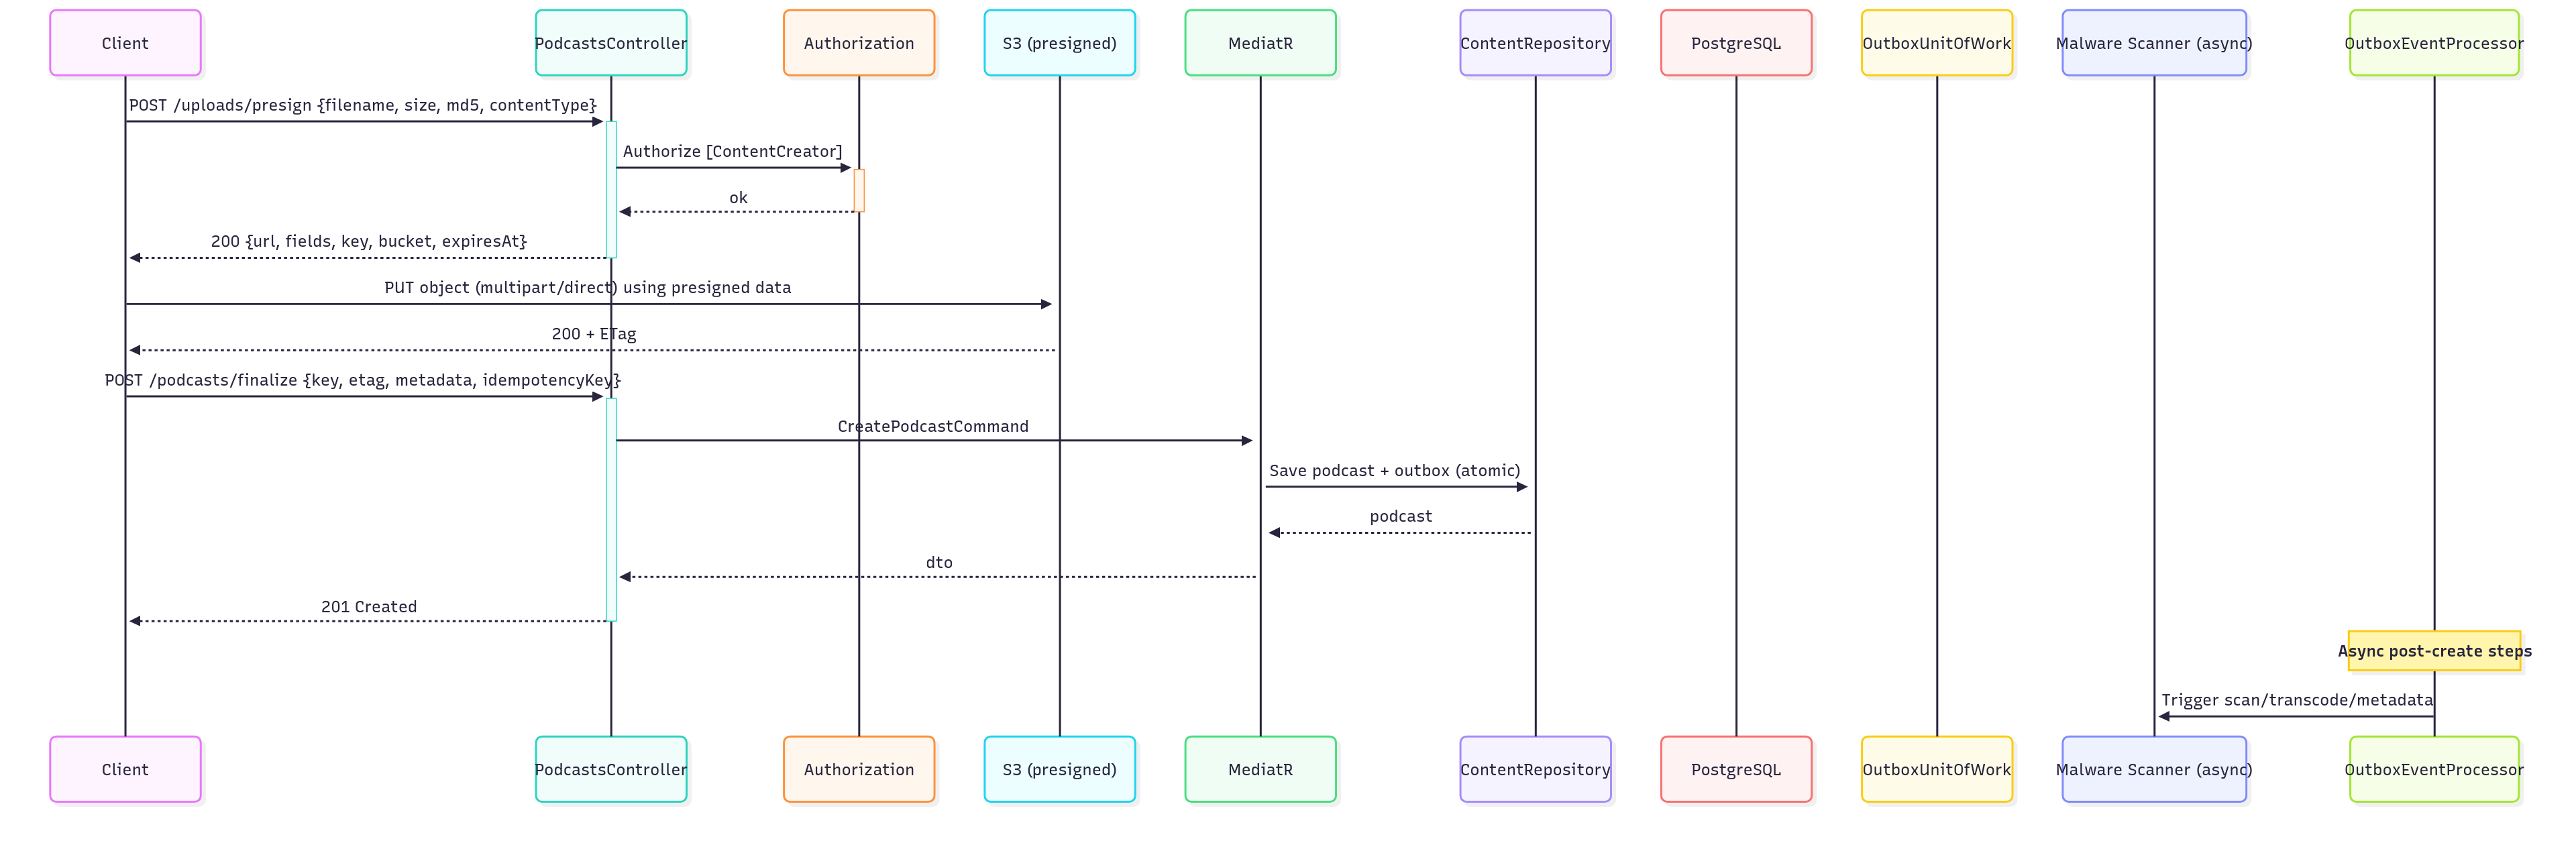 Client
PodcastsController
Authorization
S3 (presigned)
MediatR
ContentRepository
PostgreSQL
OutboxUnitOfWork
Malware Scanner (async)
OutboxEventProcessor
POST /uploads/presign {filename, size, md5, contentType}
Authorize [ContentCreator]
ok
200 {url, fields, key, bucket, expiresAt}
PUT object (multipart/direct) using presigned data
200 + ETag
POST /podcasts/finalize {key, etag, metadata, idempotencyKey}
CreatePodcastCommand
Save podcast + outbox (atomic)
podcast
dto
201 Created
Async post-create steps
Trigger scan/transcode/metadata
Client
PodcastsController
Authorization
S3 (presigned)
MediatR
ContentRepository
PostgreSQL
OutboxUnitOfWork
Malware Scanner (async)
OutboxEventProcessor